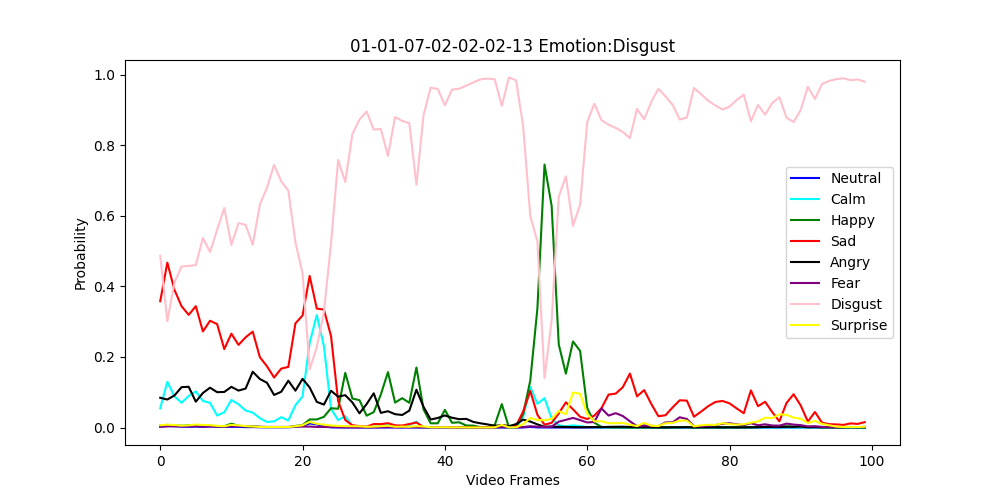 01-01-07-02-02-02-13 Emotion:Disgust
1.0
0.8
0.6
0.4
0.2
0.0
Probability
0 20 40 60 80 100
Video Frames
Neutral
Calm
Happy
Sad
Angry
Fear
Disgust
Surprise